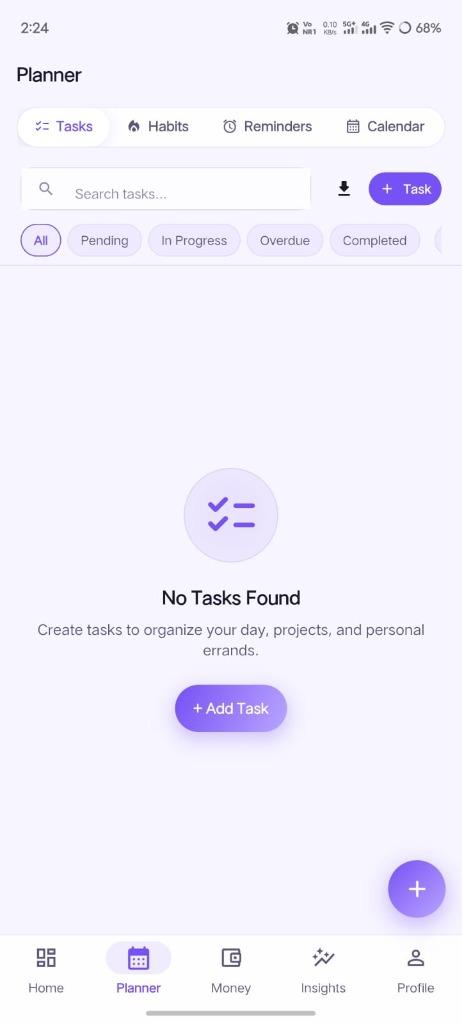 2:24
Vo
NR1
0.10
KB/s
5G+
4G
68%
Planner
Tasks
Habits
Reminders
Calendar
Search tasks...
+ Task
All
Pending
In Progress
Overdue
Completed
No Tasks Found
Create tasks to organize your day, projects, and personal
errands.
+ Add Task
+
Home
Planner
Money
Insights
Profile